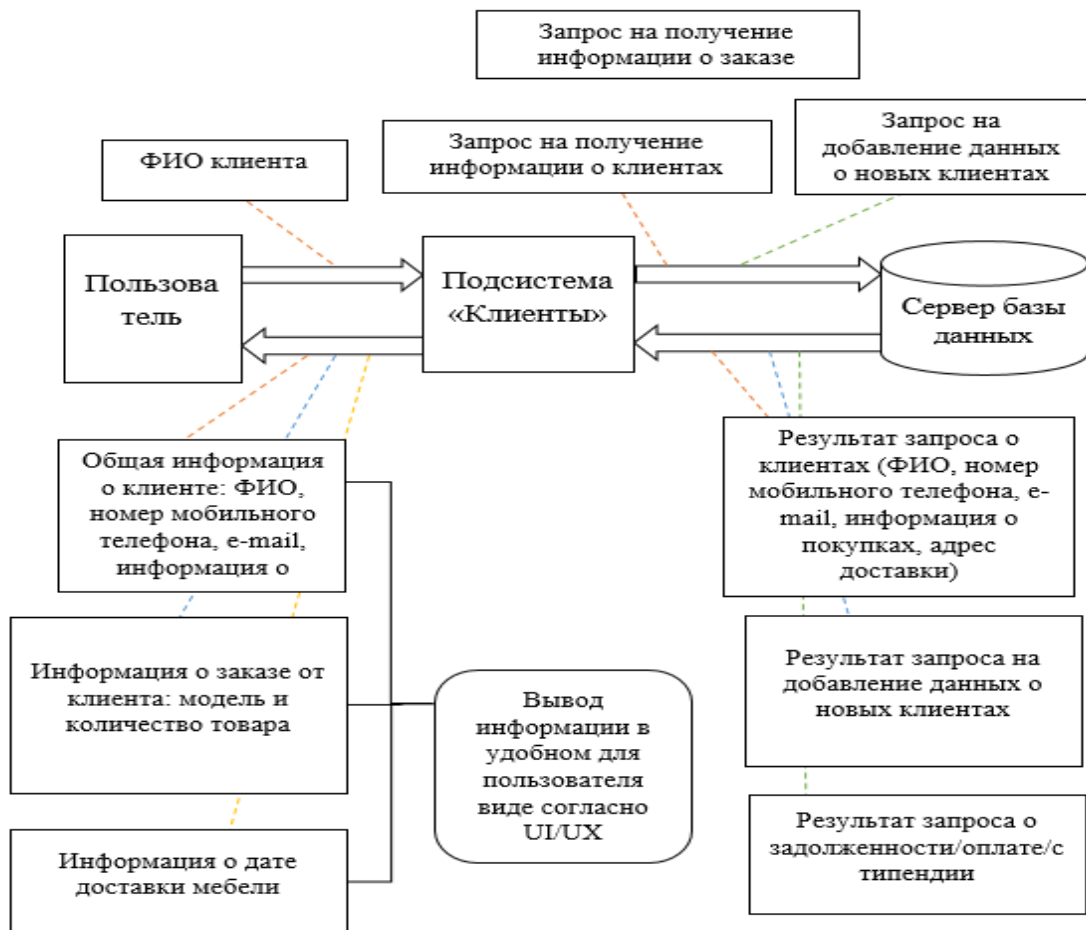 Запрос на получение
информации о заказе
ФИО клиента
Запрос на получение
информации о клиентах
Запрос на
добавление данных
о новых клиентах
Пользова
тель
Подсистема
«Клиенты»
Сервер базы
данных
Общая информация
о клиенте: ФИО,
номер мобильного
телефона, e-mail,
информация о
Результат запроса о
клиентах (ФИО, номер
мобильного телефона, e-
mail, информация о
покупках, адрес
доставки)
Информация о заказе от
клиента: модель и
количество товара
Вывод
информации в
удобном для
пользователя
виде согласно
UI/UX
Результат запроса на
добавление данных о
новых клиентах
Информация о дате
доставки мебели
Результат запроса о
задолженности/оплате/с
типендии